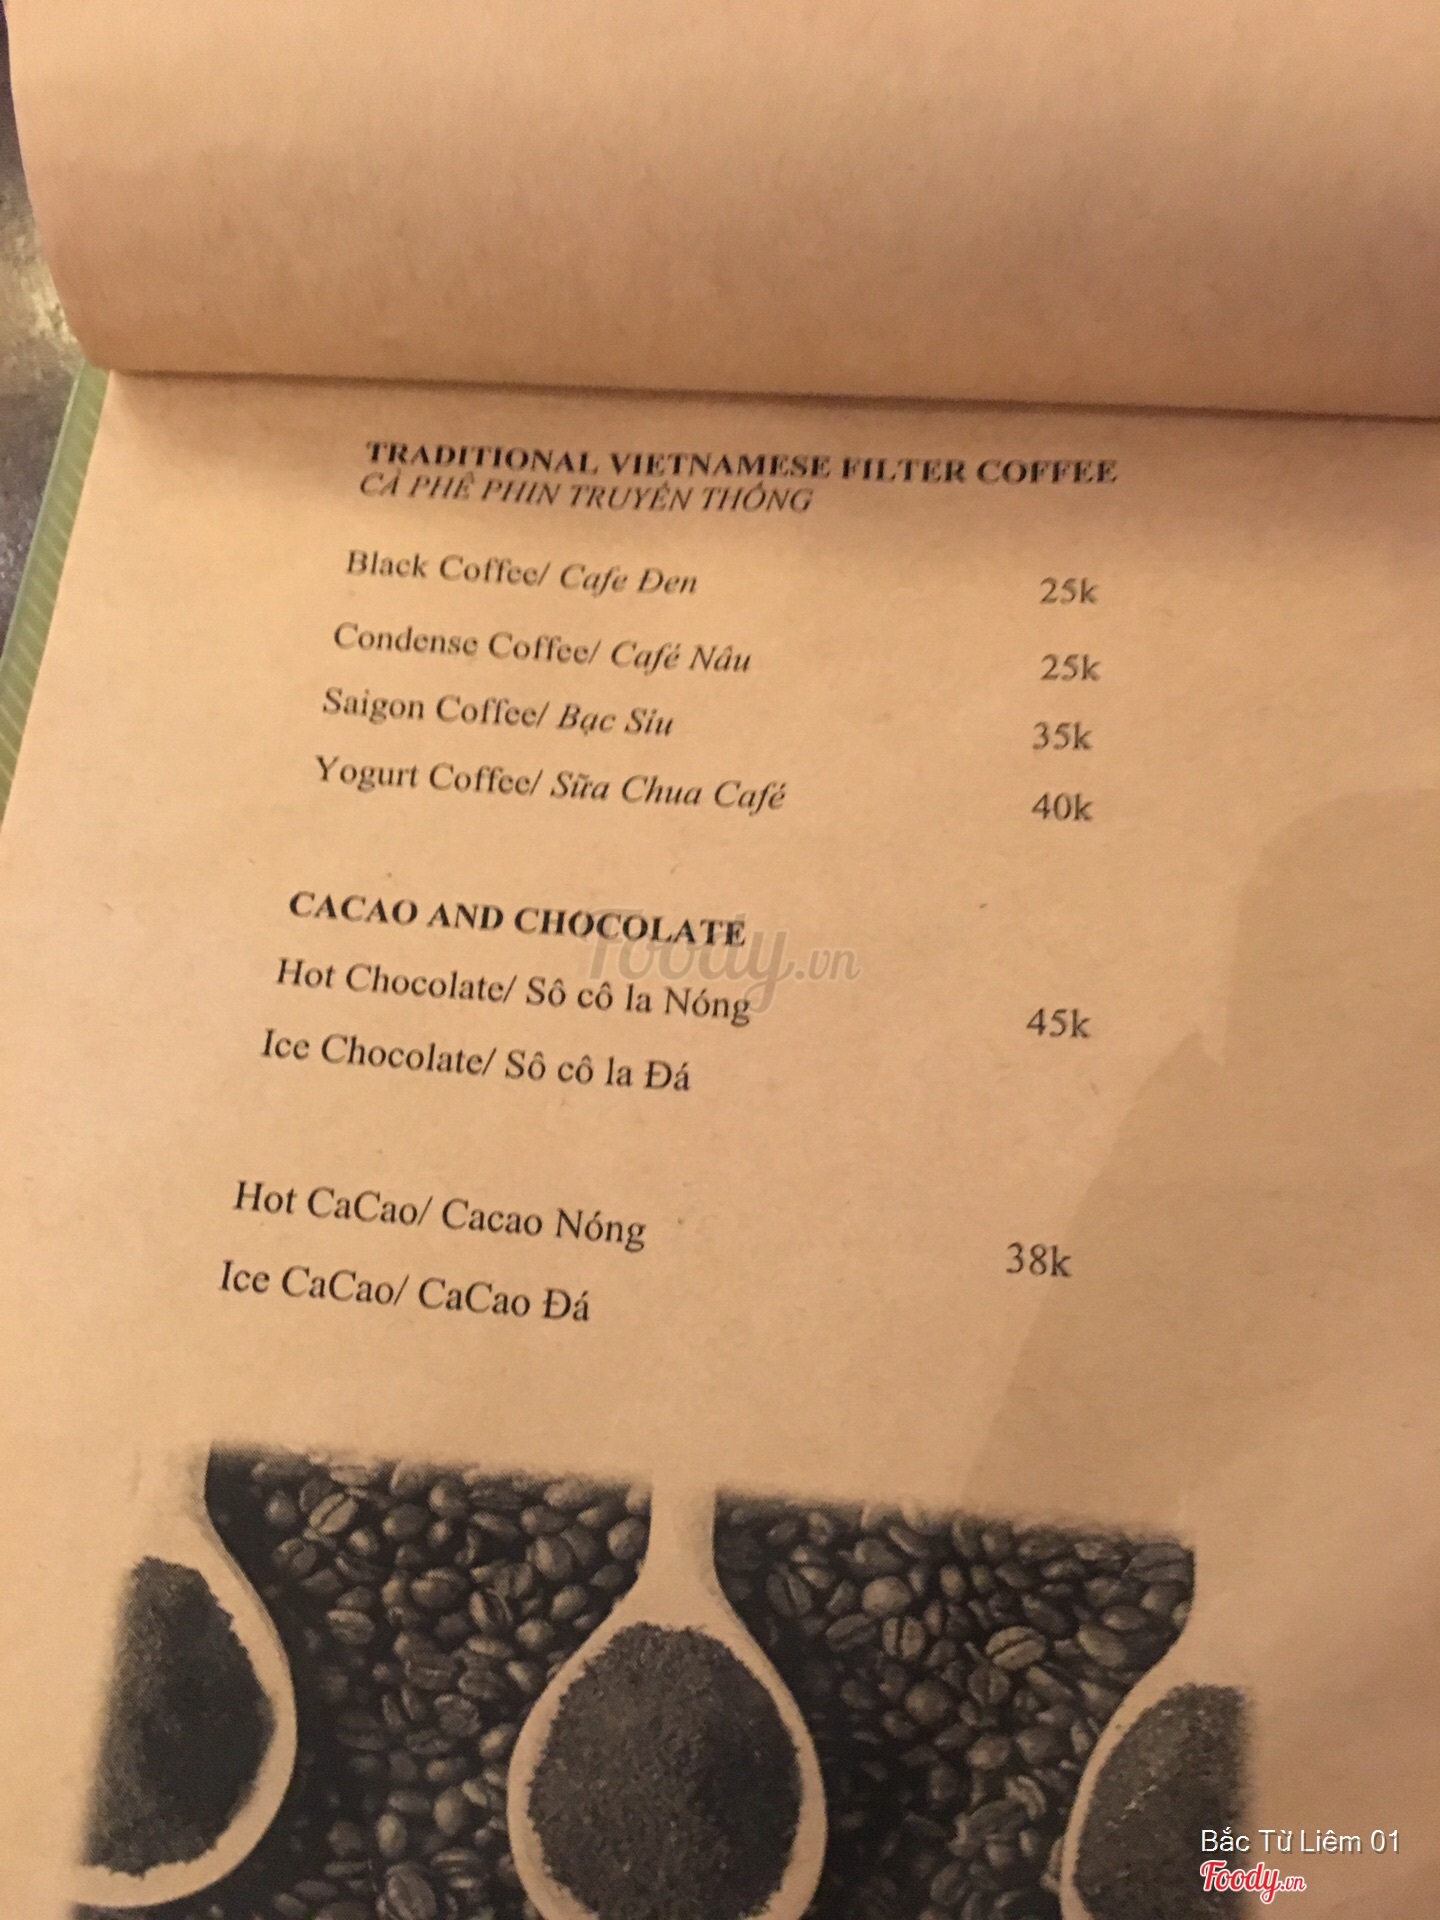 TRADITIONAL VIETNAMESE FILTER COFFEE
CÀ PHÊ PHIN TRUYỀN THỐNG
Black Coffee/ Cafe Đen 25k
Condense Coffee/ Café Nâu 25k
Saigon Coffee/ Bạc Sỉu 35k
Yogurt Coffee/ Sữa Chua Café 40k
CACAO AND CHOCOLATE
Foody.vn
Hot Chocolate/ Sô cô la Nóng 45k
Ice Chocolate/ Sô cô la Đá
Hot CaCao/ Cacao Nóng 38k
Ice CaCao/ CaCao Đá
Bắc Từ Liêm 01
Foody.vn